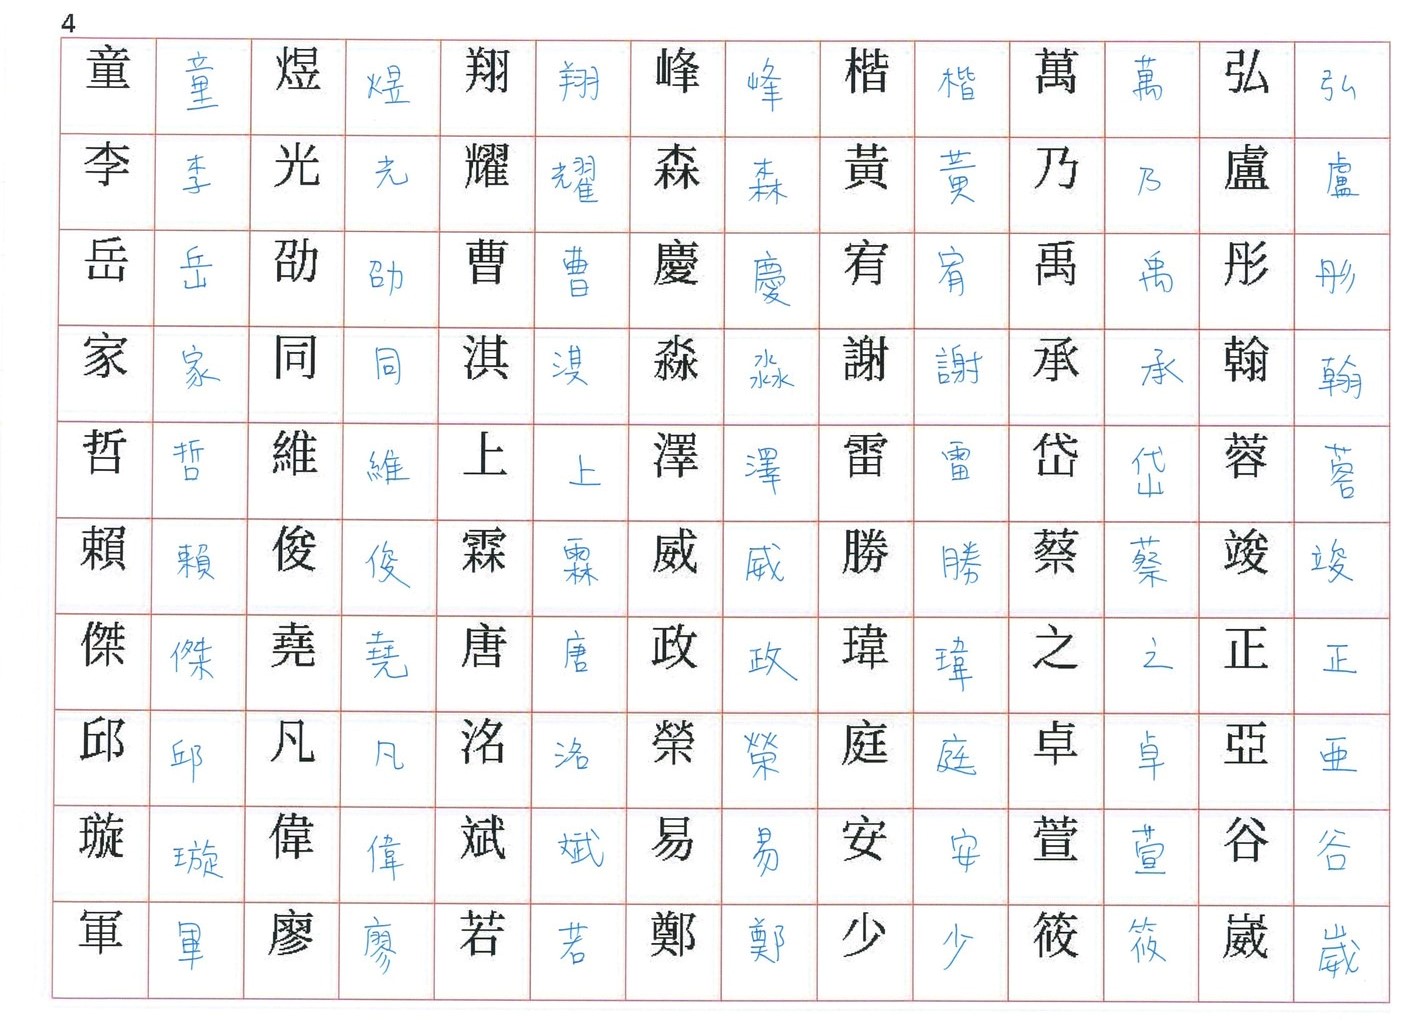 4
童 童 煜 煜 翔 翔 峰 峰 楷 楷 萬 萬 弘 弘
李 李 光 光 耀 耀 森 森 黃 黃 乃 乃 盧 盧
岳 岳 劭 劭 曹 曹 慶 慶 宥 宥 禹 禹 彤 彤
家 家 同 同 淇 淇 淼 淼 謝 謝 承 承 翰 翰
哲 哲 維 維 上 上 澤 澤 雷 雷 岱 岱 蓉 蓉
賴 賴 俊 俊 霖 霖 威 威 勝 勝 蔡 蔡 竣 竣
傑 傑 堯 堯 唐 唐 政 政 瑋 瑋 之 之 正 正
邱 邱 凡 凡 洺 洺 榮 榮 庭 庭 卓 卓 亞 亞
璇 璇 偉 偉 斌 斌 易 易 安 安 萱 萱 谷 谷
軍 軍 廖 廖 若 若 鄭 鄭 少 少 筱 筱 崴 崴